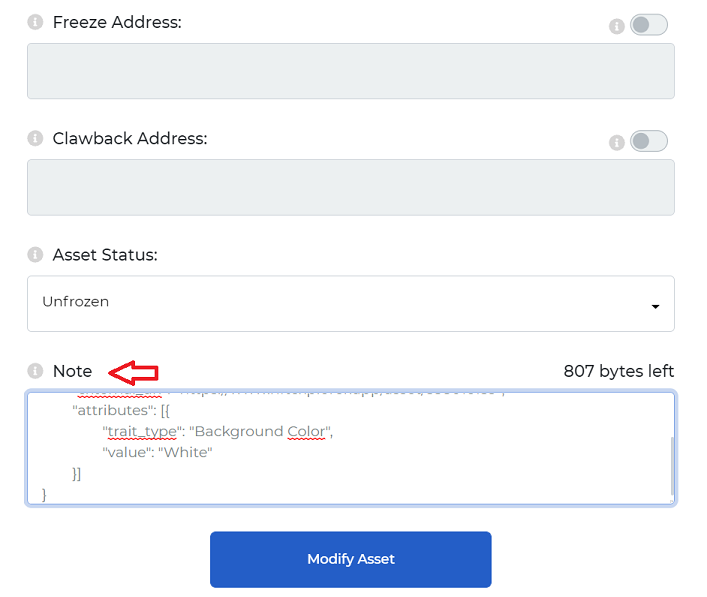 Freeze Address:
Clawback Address:
Asset Status:
Unfrozen
Note
807 bytes left
"attributes": [{
"trait_type": "Background Color",
"value": "White"
}]
}
Modify Asset